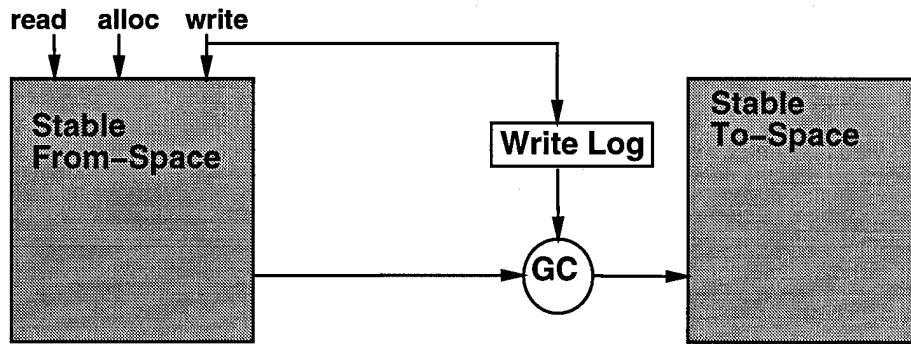 read alloc write
Stable
From-Space
Write Log
GC
Stable
To-Space